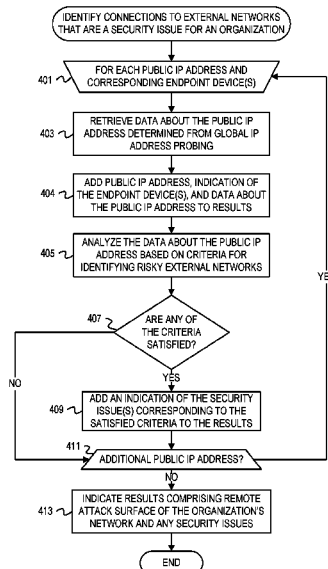 IDENTIFY CONNECTIONS TO EXTERNAL NETWORKS
THAT ARE A SECURITY ISSUE FOR AN ORGANIZATION
401
FOR EACH PUBLIC IP ADDRESS AND
CORRESPONDING ENDPOINT DEVICE(S)
403
RETRIEVE DATA ABOUT THE PUBLIC IP
ADDRESS DETERMINED FROM GLOBAL IP
ADDRESS PROBING
404
ADD PUBLIC IP ADDRESS, INDICATION OF
THE ENDPOINT DEVICE(S), AND DATA ABOUT
THE PUBLIC IP ADDRESS TO RESULTS
405
ANALYZE THE DATA ABOUT THE PUBLIC IP
ADDRESS BASED ON CRITERIA FOR
IDENTIFYING RISKY EXTERNAL NETWORKS
407
ARE ANY OF
THE CRITERIA
SATISFIED?
NO
YES
409
ADD AN INDICATION OF THE SECURITY
ISSUE(S) CORRESPONDING TO THE
SATISFIED CRITERIA TO THE RESULTS
411
ADDITIONAL PUBLIC IP ADDRESS?
NO
413
INDICATE RESULTS COMPRISING REMOTE
ATTACK SURFACE OF THE ORGANIZATION'S
NETWORK AND ANY SECURITY ISSUES
END